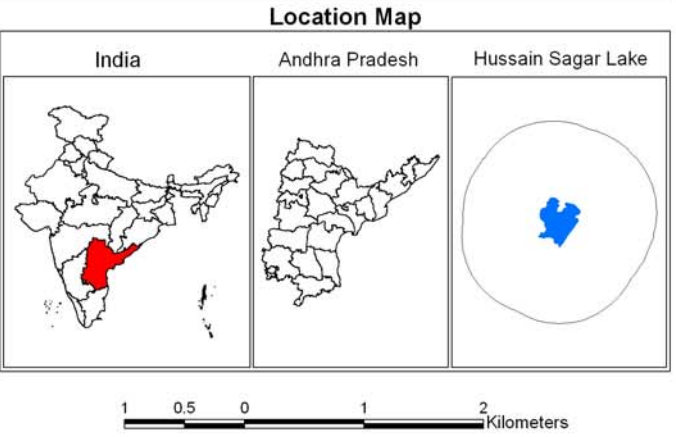 Location Map
India
Andhra Pradesh
Hussain Sagar Lake
1 0.5 0 1 2
Kilometers